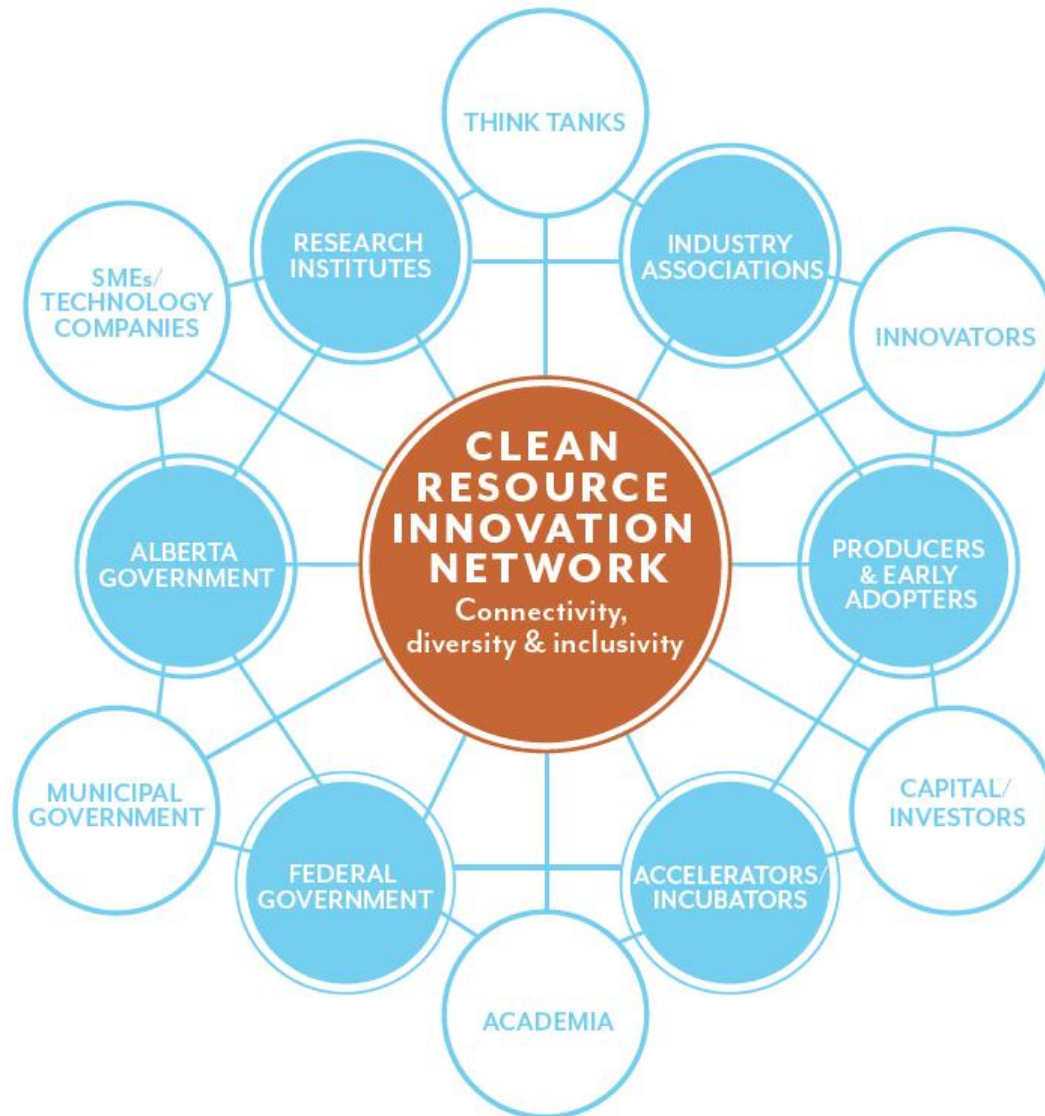 THINK TANKS
RESEARCH
INSTITUTES
INDUSTRY
ASSOCIATIONS
SMEs/
TECHNOLOGY
COMPANIES
INNOVATORS
CLEAN
RESOURCE
INNOVATION
NETWORK
Connectivity,
diversity & inclusivity
ALBERTA
GOVERNMENT
PRODUCERS
& EARLY
ADOPTERS
MUNICIPAL
GOVERNMENT
CAPITAL/
INVESTORS
FEDERAL
GOVERNMENT
ACCELERATORS/
INCUBATORS
ACADEMIA